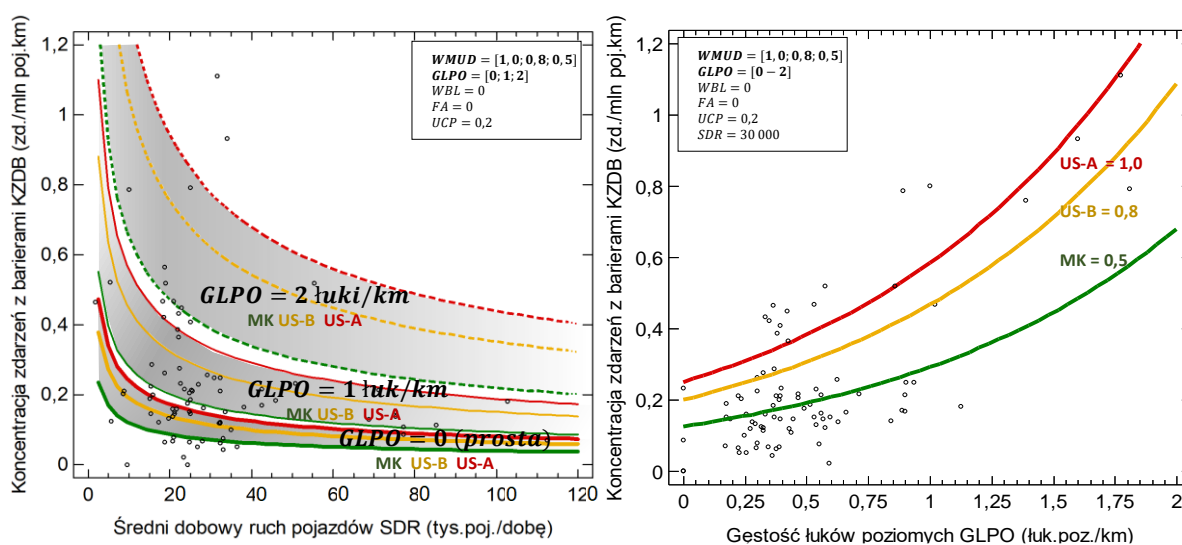 Koncentracja zdarzeń z barierami KZDB (zd./mln poj.km)
1,2
1
0,8
0,6
0,4
0,2
0
WMUD = [1,0; 0,8; 0,5]
GLPO = [0; 1; 2]
WBL = 0
FA = 0
UCP = 0,2
GLPO = 2 łuki/km
MK US-B US-A
GLPO = 1 łuk/km
MK US-B US-A
GLPO = 0 (prosta)
MK US-B US-A
0 20 40 60 80 100 120
Średni dobowy ruch pojazdów SDR (tys.poj./dobę)
Koncentracja zdarzeń z barierami KZDB (zd./mln poj.km)
1,2
1
0,8
0,6
0,4
0,2
0
WMUD = [1,0; 0,8; 0,5]
GLPO = [0 − 2]
WBL = 0
FA = 0
UCP = 0,2
SDR = 30 000
US-A = 1,0
US-B = 0,8
MK = 0,5
0 0,25 0,5 0,75 1 1,25 1,5 1,75 2
Gęstość łuków poziomych GLPO (łuk.poz./km)